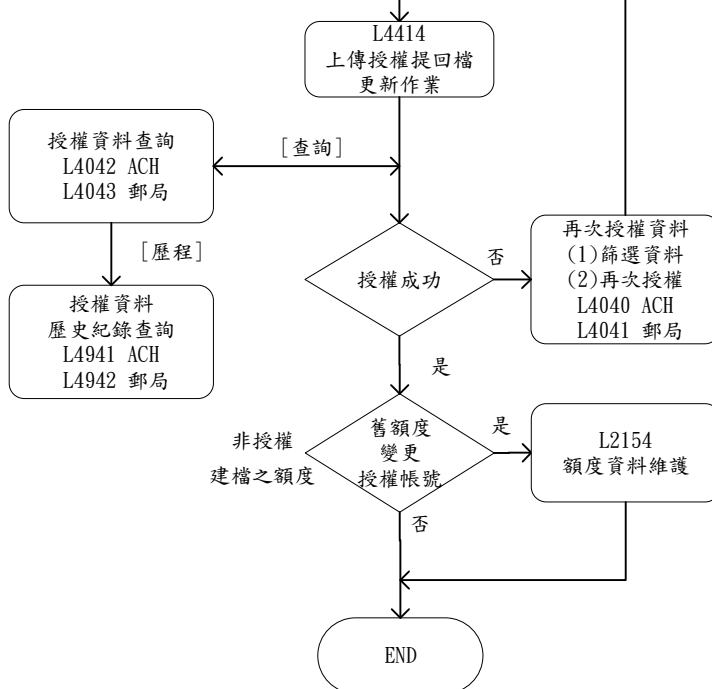 L4414
上傳授權提回檔
更新作業
[查詢]
授權資料查詢
L4042 ACH
L4043 郵局
[歷程]
授權資料
歷史紀錄查詢
L4941 ACH
L4942 郵局
授權成功
否
再次授權資料
(1)篩選資料
(2)再次授權
L4040 ACH
L4041 郵局
是
非授權
建檔之額度
舊額度
變更
授權帳號
是
L2154
額度資料維護
否
END